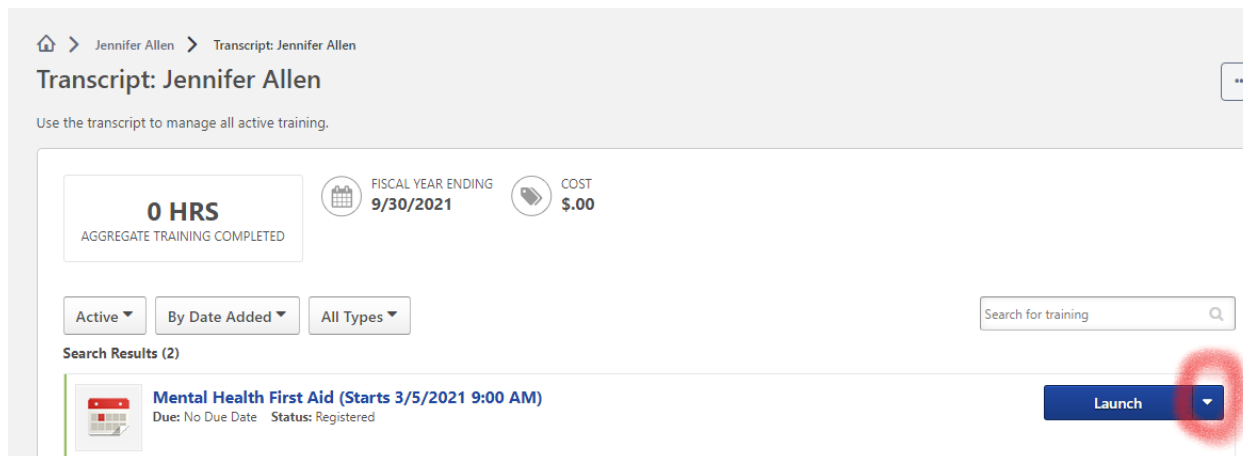 Jennifer Allen Transcript: Jennifer Allen
Transcript: Jennifer Allen
Use the transcript to manage all active training.
0 HRS
AGGREGATE TRAINING COMPLETED
FISCAL YEAR ENDING
9/30/2021
COST
$.00
Active By Date Added All Types
Search for training
Search Results (2)
Mental Health First Aid (Starts 3/5/2021 9:00 AM)
Due: No Due Date Status: Registered
Launch